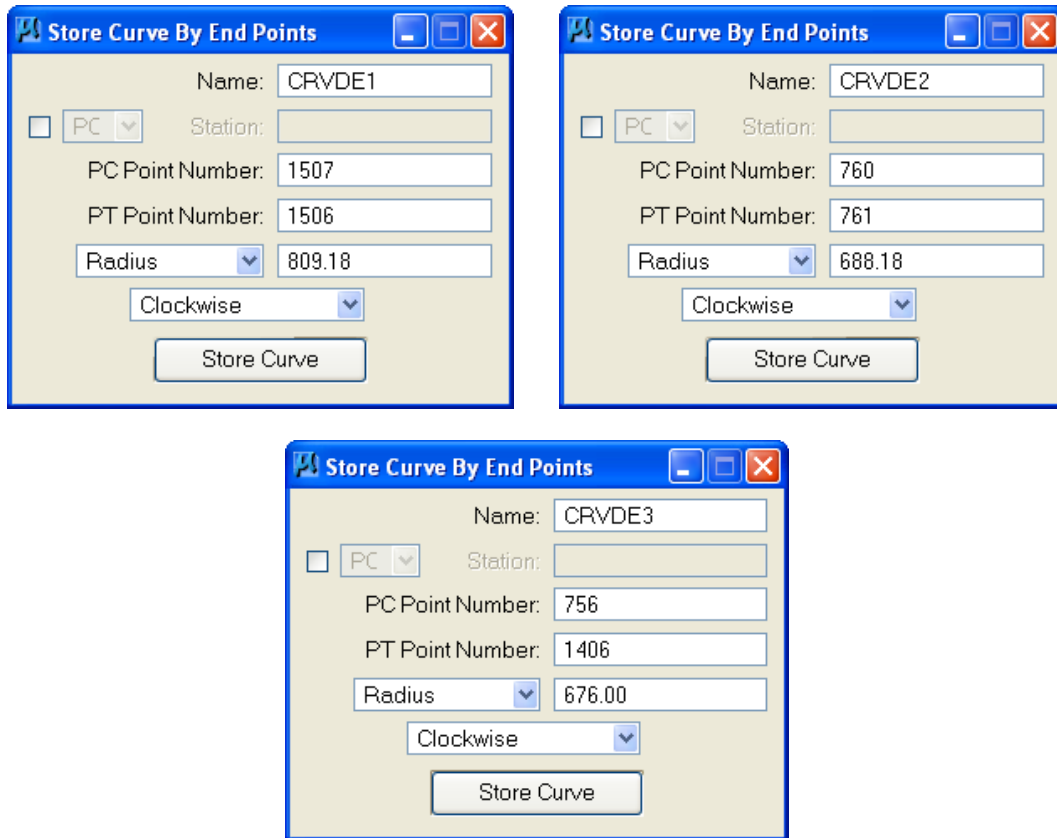 Store Curve By End Points
Name: CRVDE1
PC Station:
PC Point Number: 1507
PT Point Number: 1506
Radius 809.18
Clockwise
Store Curve
Store Curve By End Points
Name: CRVDE2
PC Station:
PC Point Number: 760
PT Point Number: 761
Radius 688.18
Clockwise
Store Curve
Store Curve By End Points
Name: CRVDE3
PC Station:
PC Point Number: 756
PT Point Number: 1406
Radius 676.00
Clockwise
Store Curve